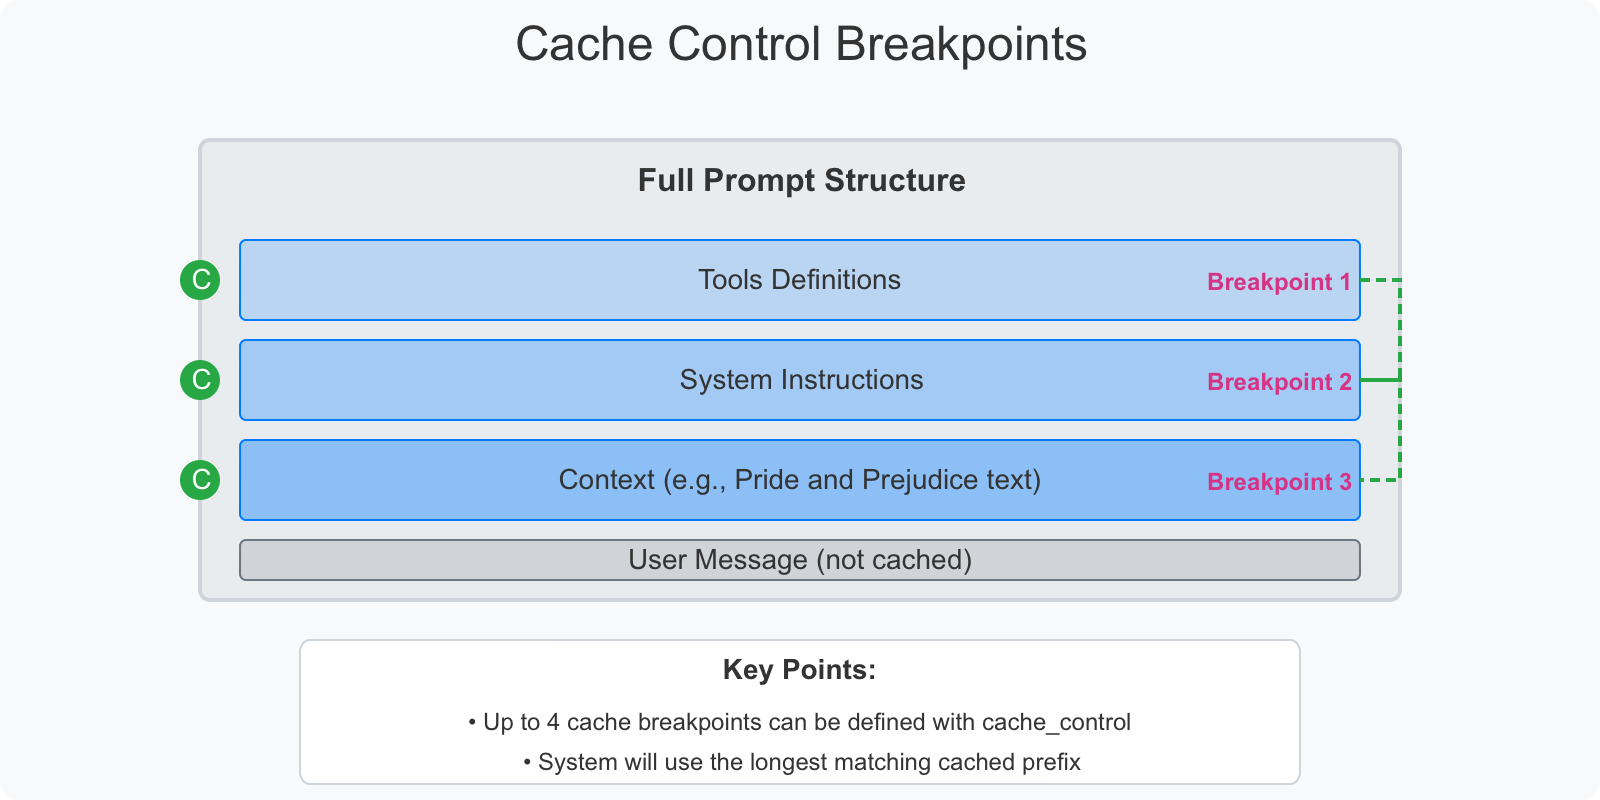 Cache Control Breakpoints
Full Prompt Structure
C Tools Definitions Breakpoint 1
C System Instructions Breakpoint 2
C Context (e.g., Pride and Prejudice text) Breakpoint 3
User Message (not cached)
Key Points:
• Up to 4 cache breakpoints can be defined with cache_control
• System will use the longest matching cached prefix